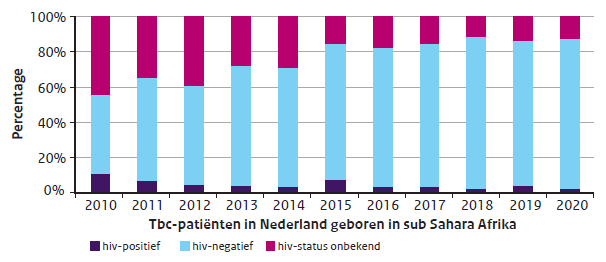 100%
80%
60%
40%
20%
0%
Percentage
2010 2011 2012 2013 2014 2015 2016 2017 2018 2019 2020
Tbc-patiënten in Nederland geboren in sub Sahara Afrika
hiv-positief hiv-negatief hiv-status onbekend